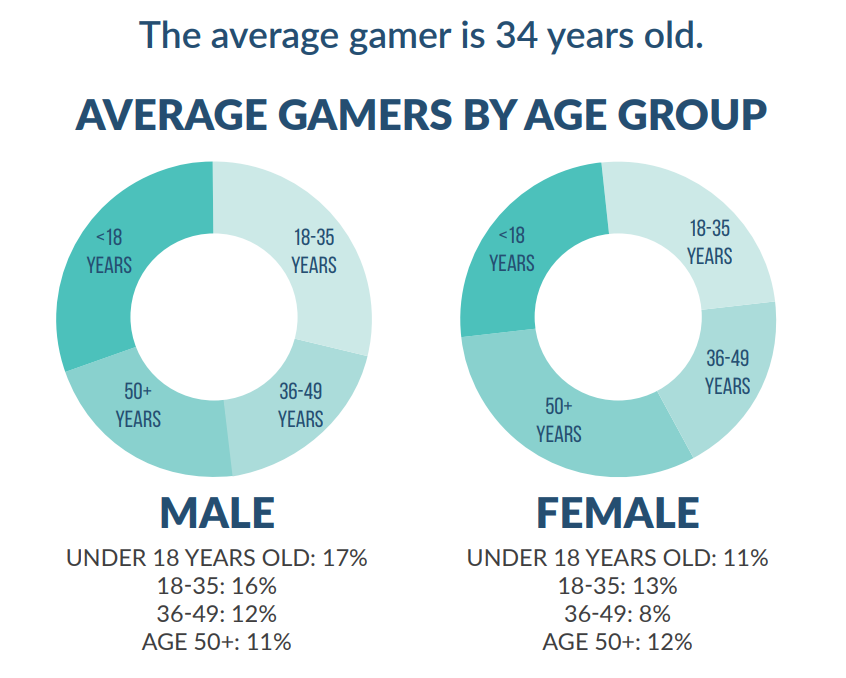 The average gamer is 34 years old.
AVERAGE GAMERS BY AGE GROUP
<18
YEARS
18-35
YEARS
50+
YEARS
36-49
YEARS
<18
YEARS
18-35
YEARS
36-49
YEARS
50+
YEARS
MALE
UNDER 18 YEARS OLD: 17%
18-35: 16%
36-49: 12%
AGE 50+: 11%
FEMALE
UNDER 18 YEARS OLD: 11%
18-35: 13%
36-49: 8%
AGE 50+: 12%